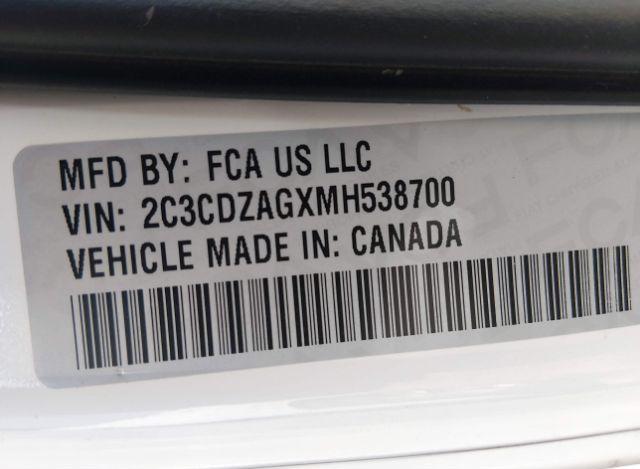 MFD BY: FCA US LLC
VIN: 2C3CDZAGXMH538700
VEHICLE MADE IN: CANADA